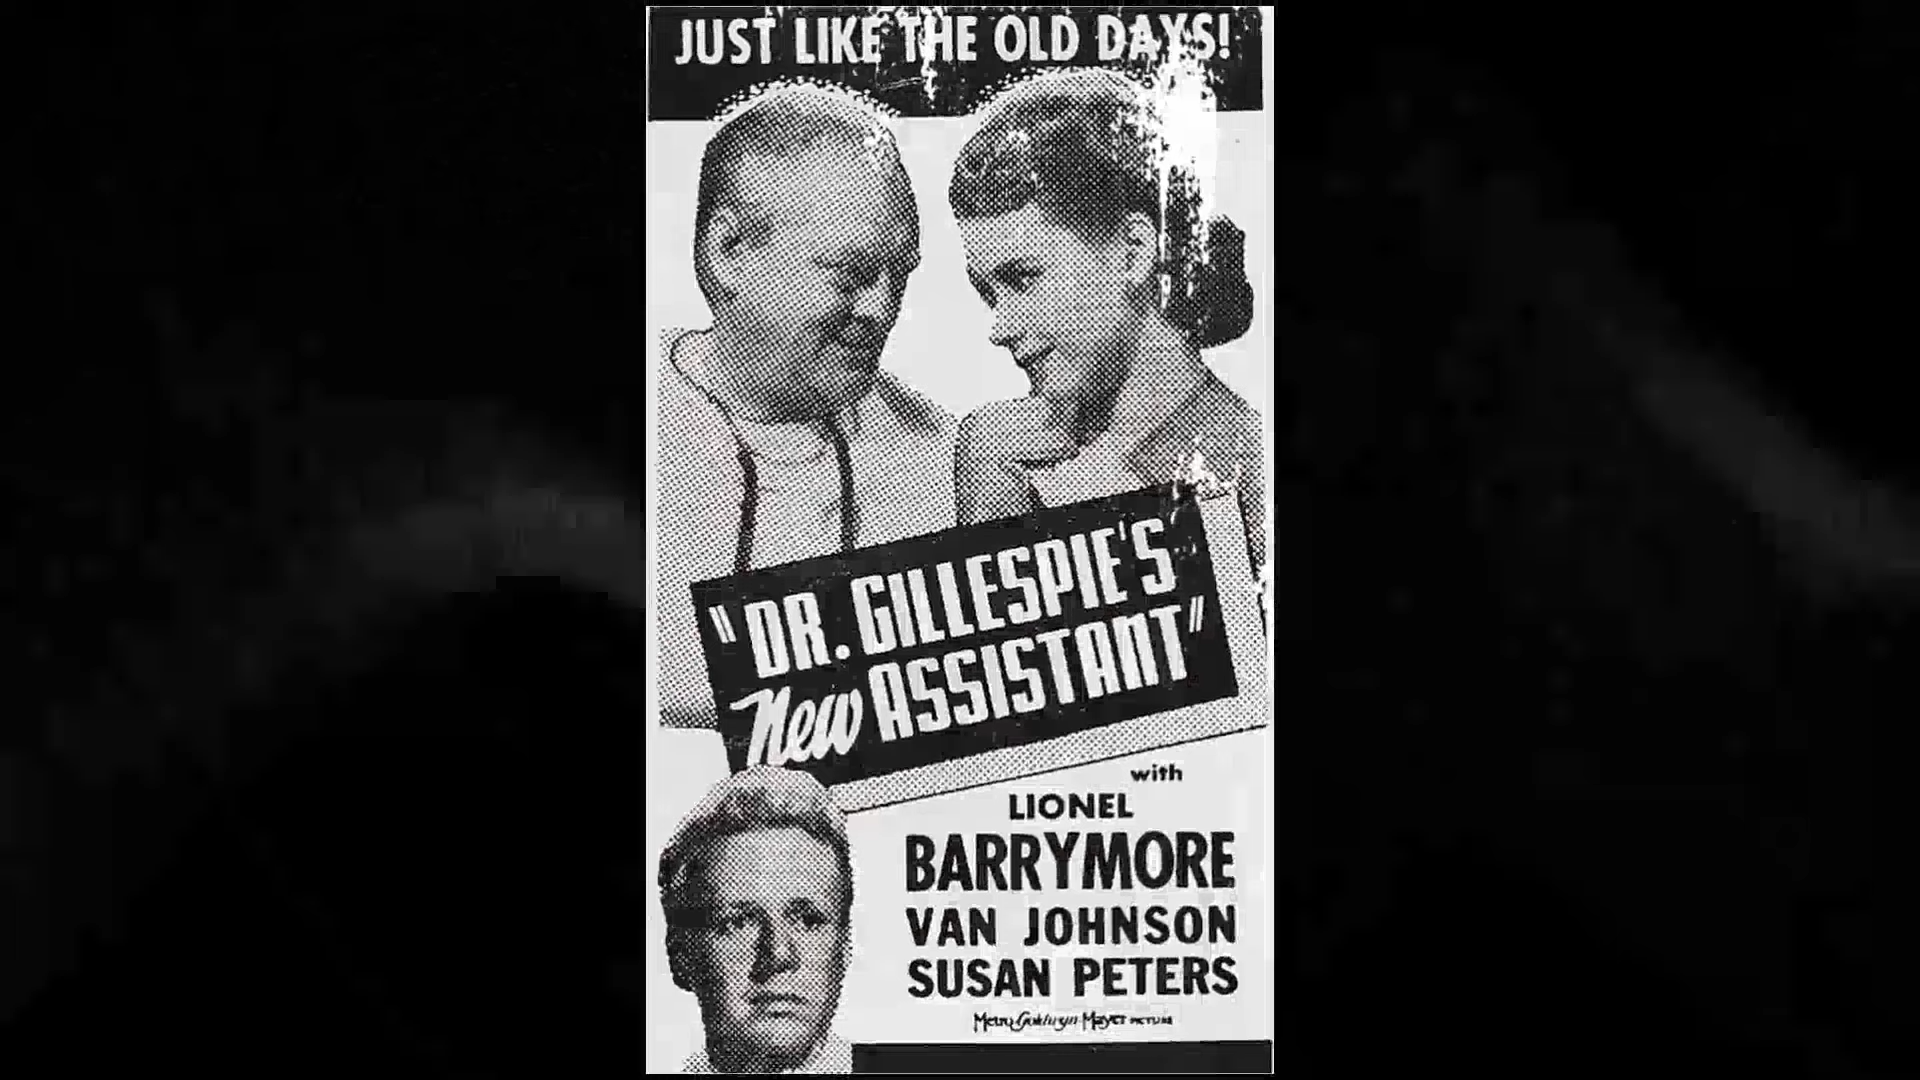 JUST LIKE THE OLD DAYS!
"DR. GILLESPIE'S
New ASSISTANT"
with
LIONEL
BARRYMORE
VAN JOHNSON
SUSAN PETERS
Metro-Goldwyn-Mayer PICTURE